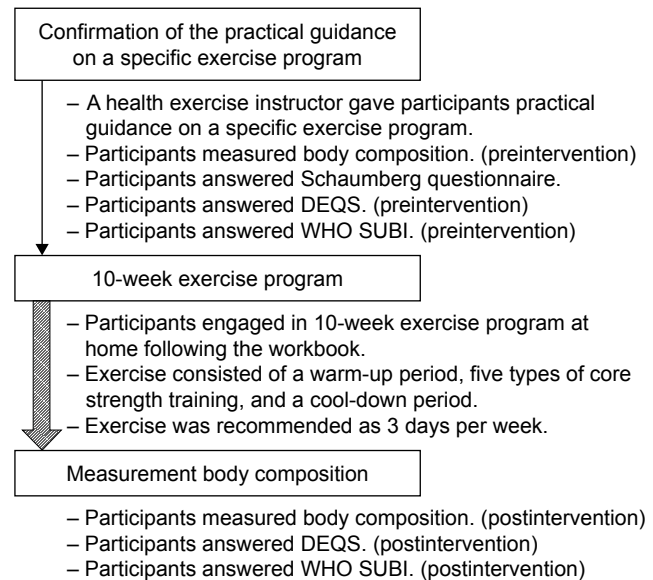 Confirmation of the practical guidance
on a specific exercise program
– A health exercise instructor gave participants practical
guidance on a specific exercise program.
– Participants measured body composition. (preintervention)
– Participants answered Schaumberg questionnaire.
– Participants answered DEQS. (preintervention)
– Participants answered WHO SUBI. (preintervention)
10-week exercise program
– Participants engaged in 10-week exercise program at
home following the workbook.
– Exercise consisted of a warm-up period, five types of core
strength training, and a cool-down period.
– Exercise was recommended as 3 days per week.
Measurement body composition
– Participants measured body composition. (postintervention)
– Participants answered DEQS. (postintervention)
– Participants answered WHO SUBI. (postintervention)